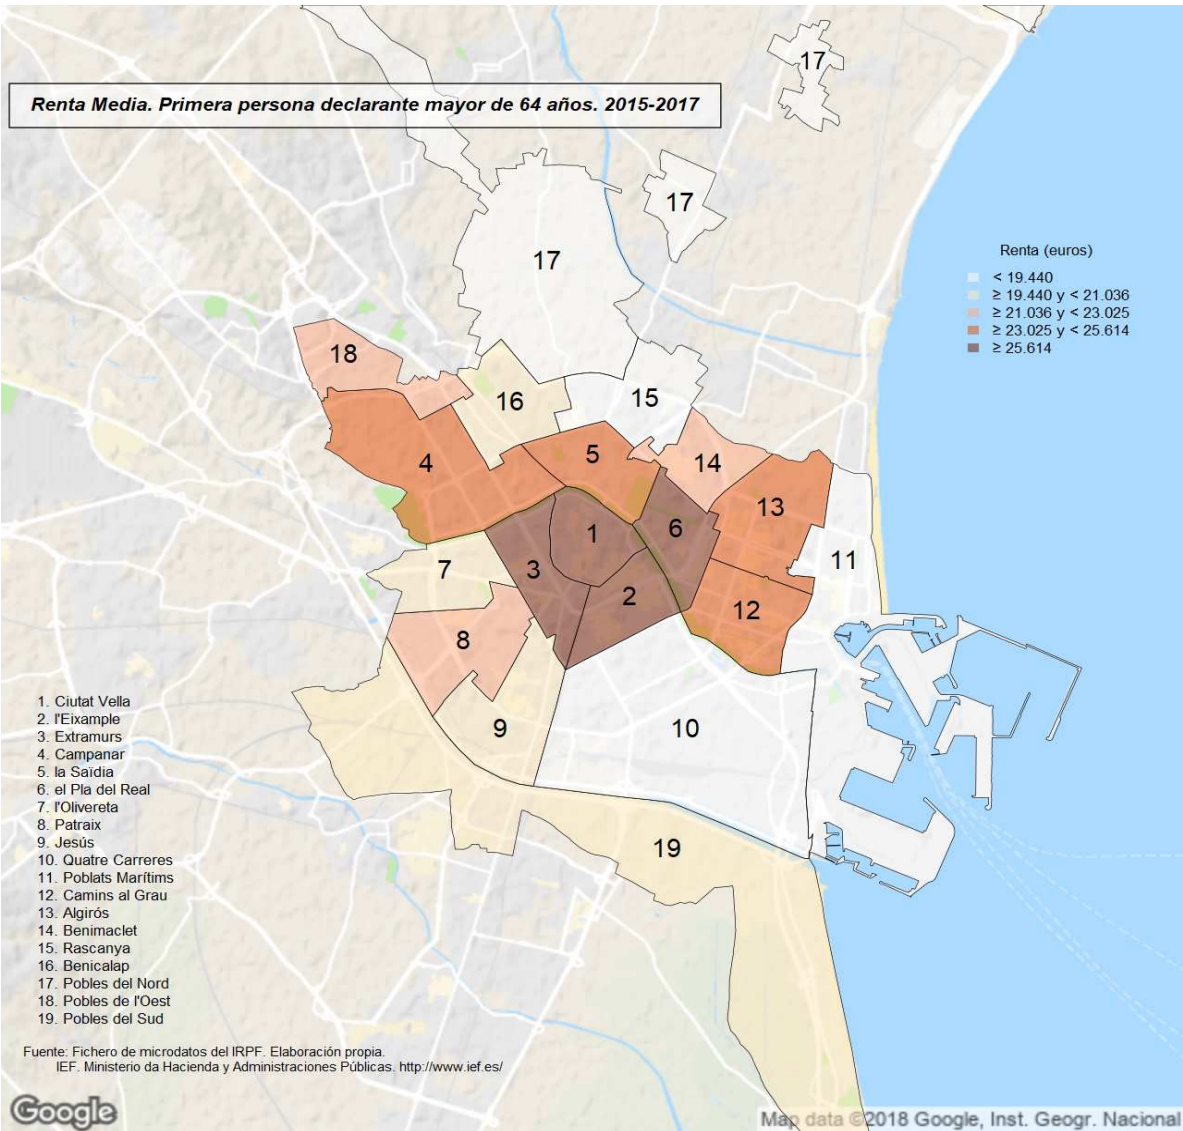 17
Renta Media. Primera persona declarante mayor de 64 años. 2015-2017
17
17
Renta (euros)
< 19.440
≥ 19.440 y < 21.036
≥ 21.036 y < 23.025
≥ 23.025 y < 25.614
≥ 25.614
18
16
15
4
5
14
13
6
1
11
7
3
2
12
8
9
10
19
1. Ciutat Vella
2. l'Eixample
3. Extramurs
4. Campanar
5. la Saïdia
6. el Pla del Real
7. l'Olivereta
8. Patraix
9. Jesús
10. Quatre Carreres
11. Poblats Marítims
12. Camins al Grau
13. Algirós
14. Benimaclet
15. Rascanya
16. Benicalap
17. Pobles del Nord
18. Pobles de l'Oest
19. Pobles del Sud
Fuente: Fichero de microdatos del IRPF. Elaboración propia.
IEF. Ministerio da Hacienda y Administraciones Públicas. http://www.ief.es/
Google
Map data ©2018 Google, Inst. Geogr. Nacional